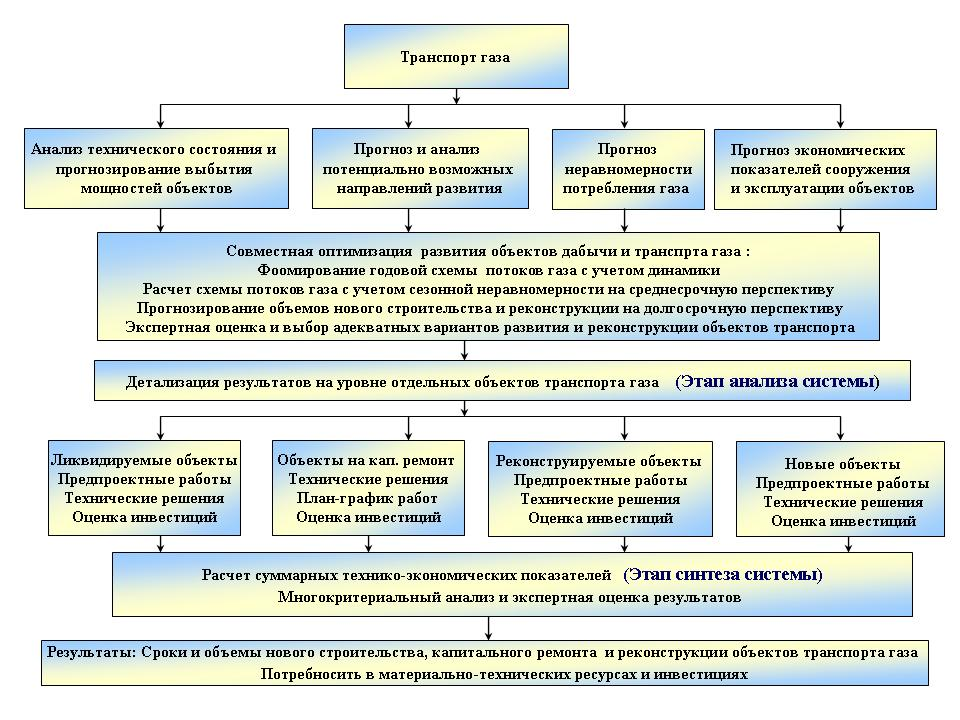 Транспорт газа
Анализ технического состояния и
прогнозирование выбытия
мощностей объектов
Прогноз и анализ
потенциально возможных
направлений развития
Прогноз
неравномерности
потребления газа
Прогноз экономических
показателей сооружения
и эксплуатации объектов
Совместная оптимизация развития объектов дабычи и транспрта газа :
Фоомирование годовой схемы потоков газа с учетом динамики
Расчет схемы потоков газа с учетом сезонной неравномерности на среднесрочную перспективу
Прогнозирование объемов нового строительства и реконструкции на долгосрочную перспективу
Экспертная оценка и выбор адекватных вариантов развития и реконструкции объектов транспорта
Детализация результатов на уровне отдельных объектов транспорта газа (Этап анализа системы)
Ликвидируемые объекты
Предпроектные работы
Технические решения
Оценка инвестиций
Объекты на кап. ремонт
Технические решения
План-график работ
Оценка инвестиций
Реконструируемые объекты
Предпроектные работы
Технические решения
Оценка инвестиций
Новые объекты
Предпроектные работы
Технические решения
Оценка инвестиций
Расчет суммарных технико-экономических показателей (Этап синтеза системы)
Многокритериальный анализ и экспертная оценка результатов
Результаты: Сроки и объемы нового строительства, капитального ремонта и реконструкции объектов транспорта газа
Потребносить в материально-технических ресурсах и инвестициях